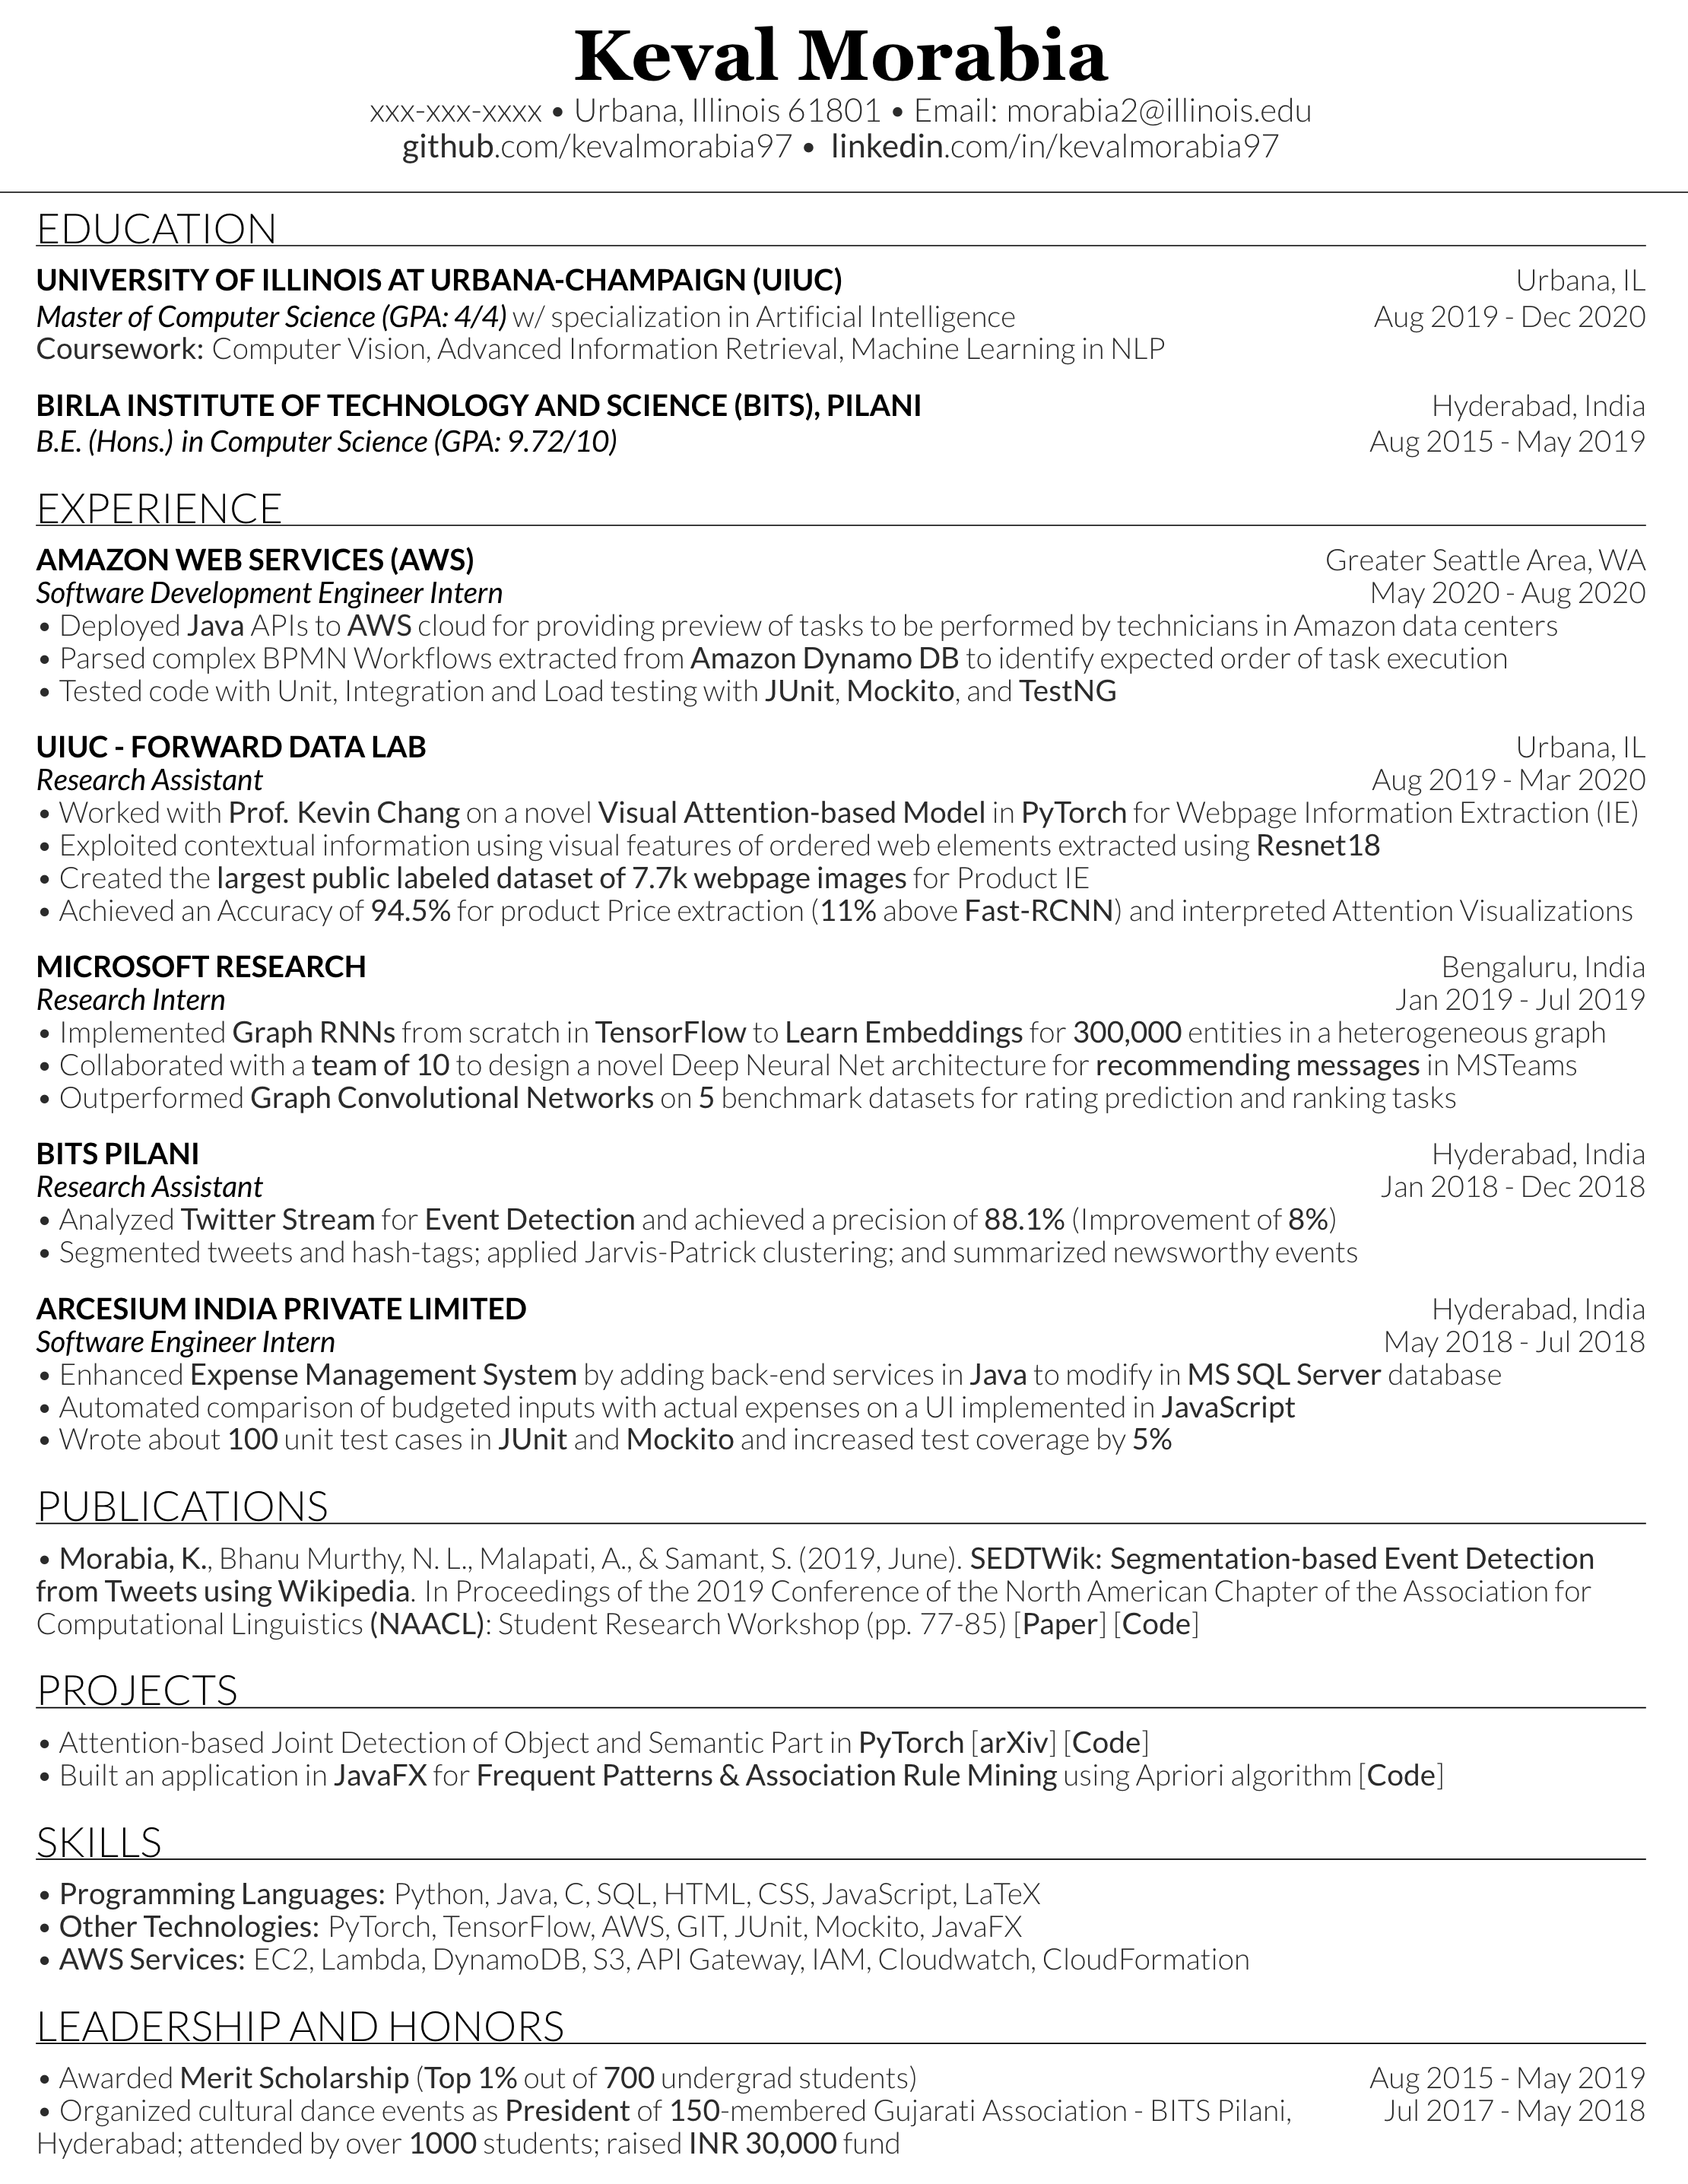 Keval Morabia
xxx-xxx-xxxx • Urbana, Illinois 61801 • Email: morabia2@illinois.edu
github.com/kevalmorabia97 • linkedin.com/in/kevalmorabia97
EDUCATION
UNIVERSITY OF ILLINOIS AT URBANA-CHAMPAIGN (UIUC) Urbana, IL
Master of Computer Science (GPA: 4/4) w/ specialization in Artificial Intelligence Aug 2019 - Dec 2020
Coursework: Computer Vision, Advanced Information Retrieval, Machine Learning in NLP
BIRLA INSTITUTE OF TECHNOLOGY AND SCIENCE (BITS), PILANI Hyderabad, India
B.E. (Hons.) in Computer Science (GPA: 9.72/10) Aug 2015 - May 2019
EXPERIENCE
AMAZON WEB SERVICES (AWS) Greater Seattle Area, WA
Software Development Engineer Intern May 2020 - Aug 2020
• Deployed Java APIs to AWS cloud for providing preview of tasks to be performed by technicians in Amazon data centers
• Parsed complex BPMN Workflows extracted from Amazon Dynamo DB to identify expected order of task execution
• Tested code with Unit, Integration and Load testing with JUnit, Mockito, and TestNG
UIUC - FORWARD DATA LAB Urbana, IL
Research Assistant Aug 2019 - Mar 2020
• Worked with Prof. Kevin Chang on a novel Visual Attention-based Model in PyTorch for Webpage Information Extraction (IE)
• Exploited contextual information using visual features of ordered web elements extracted using Resnet18
• Created the largest public labeled dataset of 7.7k webpage images for Product IE
• Achieved an Accuracy of 94.5% for product Price extraction (11% above Fast-RCNN) and interpreted Attention Visualizations
MICROSOFT RESEARCH Bengaluru, India
Research Intern Jan 2019 - Jul 2019
• Implemented Graph RNNs from scratch in TensorFlow to Learn Embeddings for 300,000 entities in a heterogeneous graph
• Collaborated with a team of 10 to design a novel Deep Neural Net architecture for recommending messages in MSTeams
• Outperformed Graph Convolutional Networks on 5 benchmark datasets for rating prediction and ranking tasks
BITS PILANI Hyderabad, India
Research Assistant Jan 2018 - Dec 2018
• Analyzed Twitter Stream for Event Detection and achieved a precision of 88.1% (Improvement of 8%)
• Segmented tweets and hash-tags; applied Jarvis-Patrick clustering; and summarized newsworthy events
ARCESIUM INDIA PRIVATE LIMITED Hyderabad, India
Software Engineer Intern May 2018 - Jul 2018
• Enhanced Expense Management System by adding back-end services in Java to modify in MS SQL Server database
• Automated comparison of budgeted inputs with actual expenses on a UI implemented in JavaScript
• Wrote about 100 unit test cases in JUnit and Mockito and increased test coverage by 5%
PUBLICATIONS
• Morabia, K., Bhanu Murthy, N. L., Malapati, A., & Samant, S. (2019, June). SEDTWik: Segmentation-based Event Detection
from Tweets using Wikipedia. In Proceedings of the 2019 Conference of the North American Chapter of the Association for
Computational Linguistics (NAACL): Student Research Workshop (pp. 77-85) [Paper] [Code]
PROJECTS
• Attention-based Joint Detection of Object and Semantic Part in PyTorch [arXiv] [Code]
• Built an application in JavaFX for Frequent Patterns & Association Rule Mining using Apriori algorithm [Code]
SKILLS
• Programming Languages: Python, Java, C, SQL, HTML, CSS, JavaScript, LaTeX
• Other Technologies: PyTorch, TensorFlow, AWS, GIT, JUnit, Mockito, JavaFX
• AWS Services: EC2, Lambda, DynamoDB, S3, API Gateway, IAM, Cloudwatch, CloudFormation
LEADERSHIP AND HONORS
• Awarded Merit Scholarship (Top 1% out of 700 undergrad students) Aug 2015 - May 2019
• Organized cultural dance events as President of 150-membered Gujarati Association - BITS Pilani, Jul 2017 - May 2018
Hyderabad; attended by over 1000 students; raised INR 30,000 fund